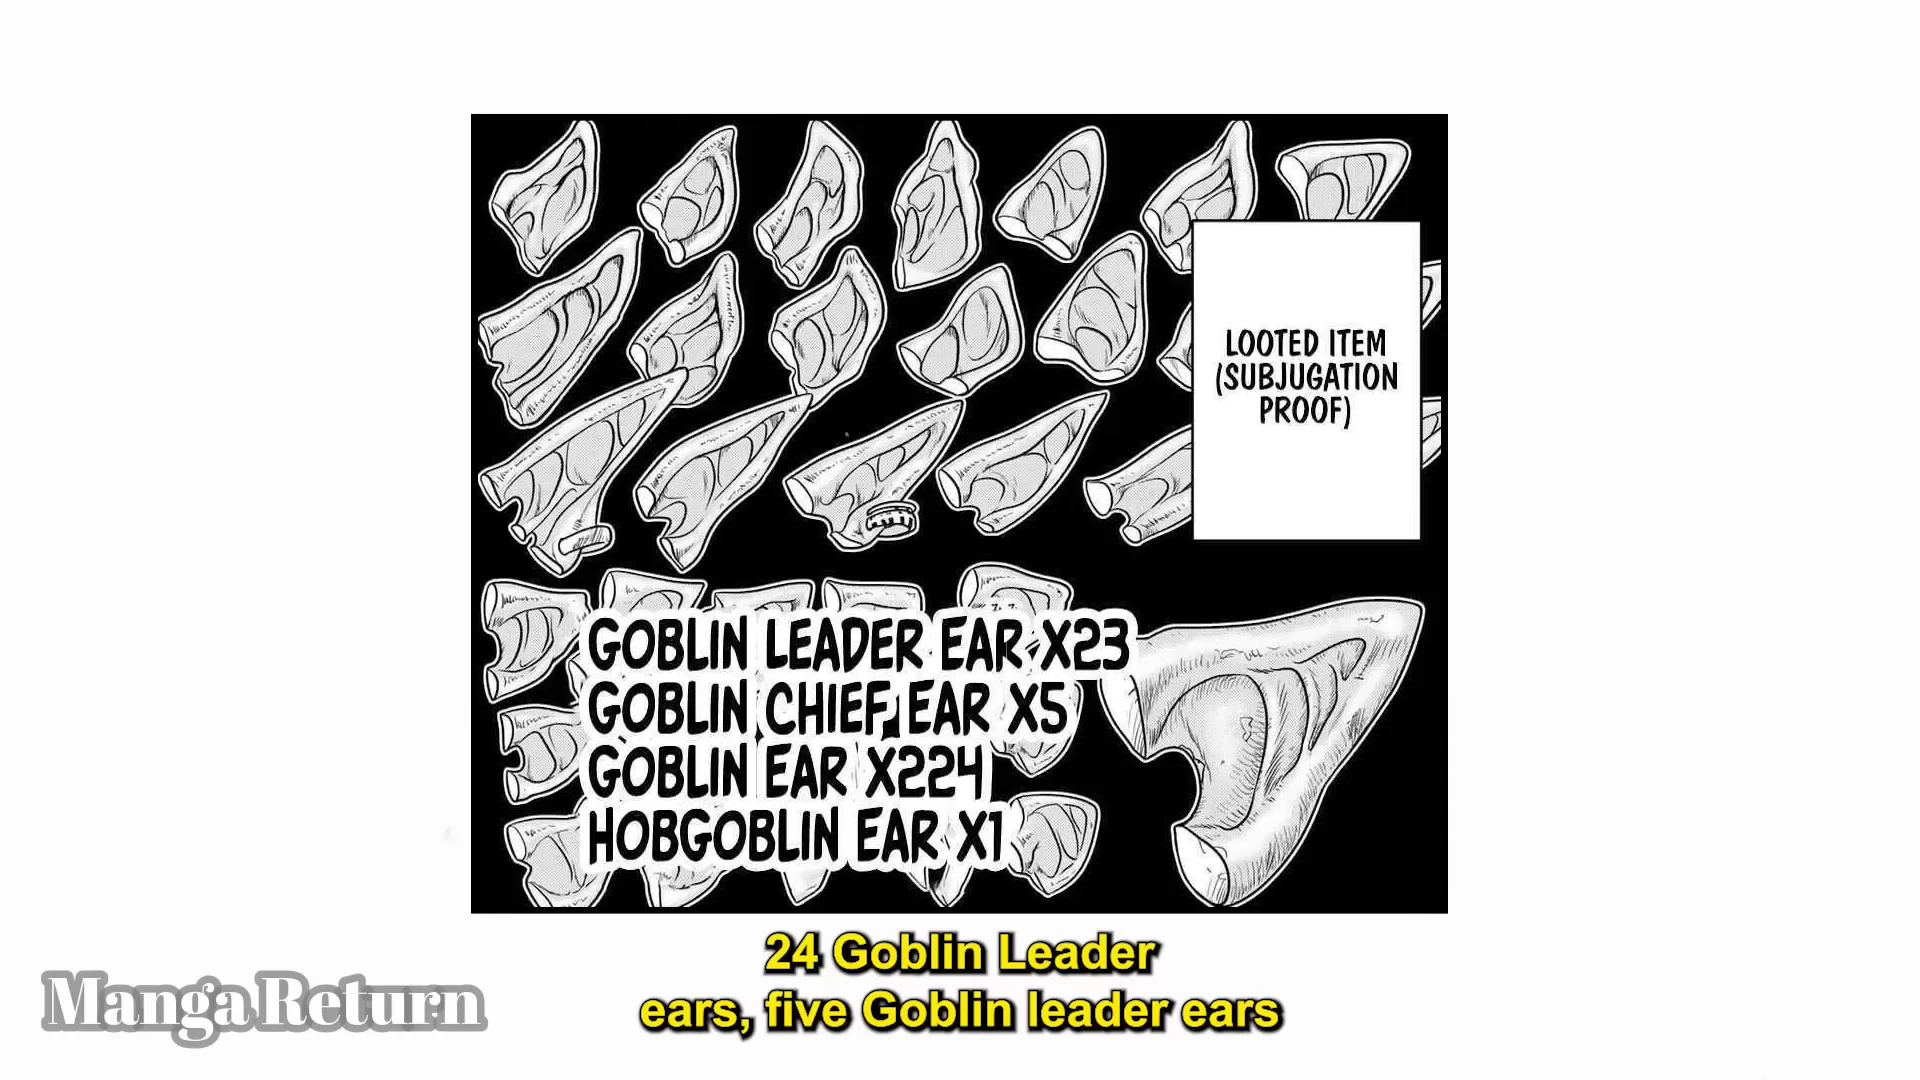 LOOTED ITEM
(SUBJUGATION
PROOF)
GOBLIN LEADER EAR X23
GOBLIN CHIEF EAR X5
GOBLIN EAR X224
HOBGOBLIN EAR X1
24 Goblin Leader
ears, five Goblin leader ears
Manga Return